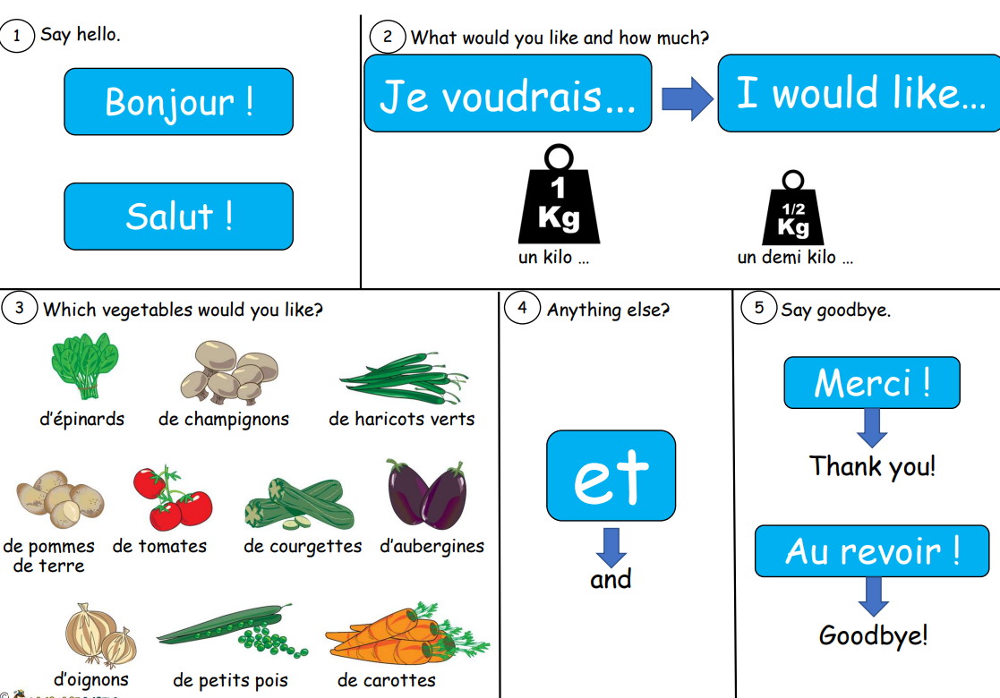 1 Say hello.
Bonjour !
Salut !
2 What would you like and how much?
Je voudrais...
I would like...
1
Kg
un kilo ...
1/2
Kg
un demi kilo ...
3 Which vegetables would you like?
d'épinards
de champignons
de haricots verts
de pommes
de terre
de tomates
de courgettes
d'aubergines
d'oignons
de petits pois
de carottes
4 Anything else?
et
and
5 Say goodbye.
Merci !
Thank you!
Au revoir !
Goodbye!
©